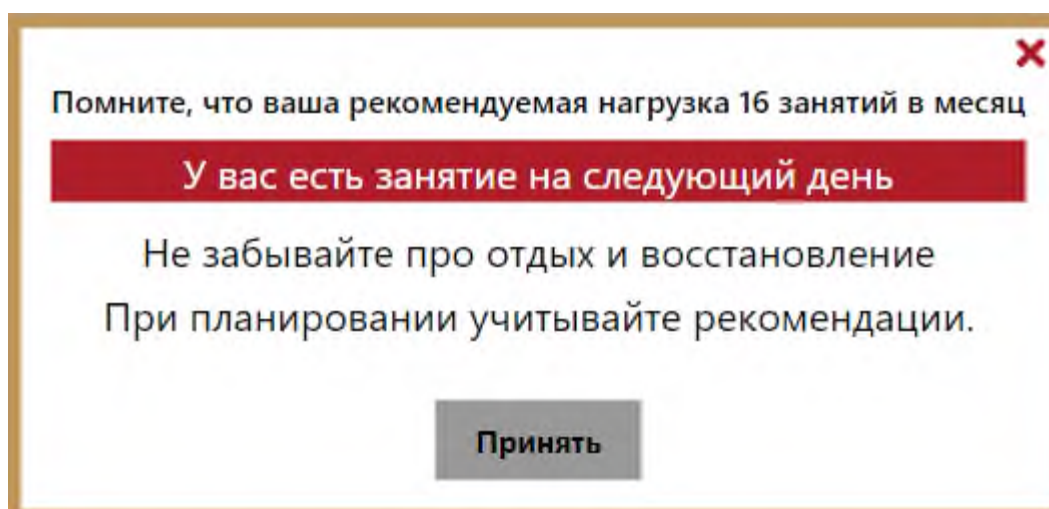 Помните, что ваша рекомендуемая нагрузка 16 занятий в месяц
У вас есть занятие на следующий день
Не забывайте про отдых и восстановление
При планировании учитывайте рекомендации.
Принять